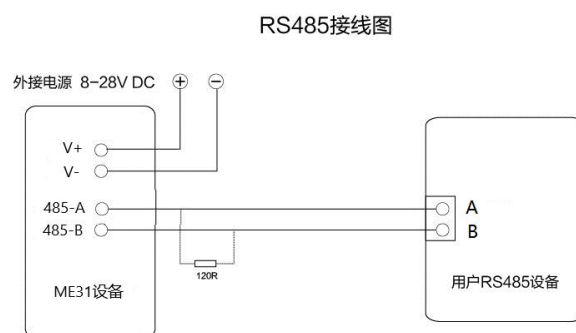 RS485接线图
外接电源 8-28V DC
V+
V-
485-A
485-B
120R
ME31设备
A
B
用户RS485设备